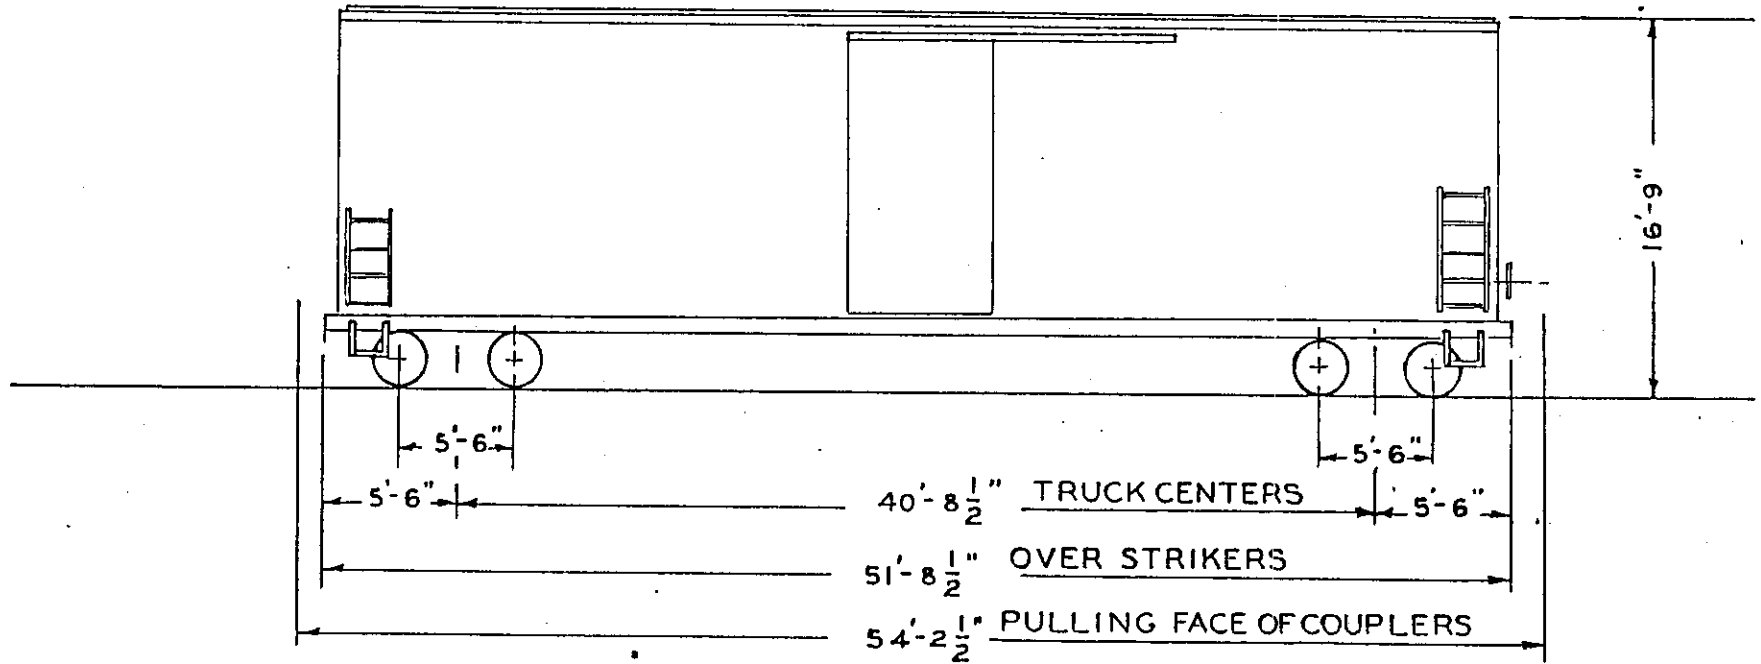 16'-9"
5'-6" 5'-6"
5'-6" 40'-8 1/2" TRUCK CENTERS 5'-6"
51'-8 1/2" OVER STRIKERS
54'-2 1/2" PULLING FACE OF COUPLERS